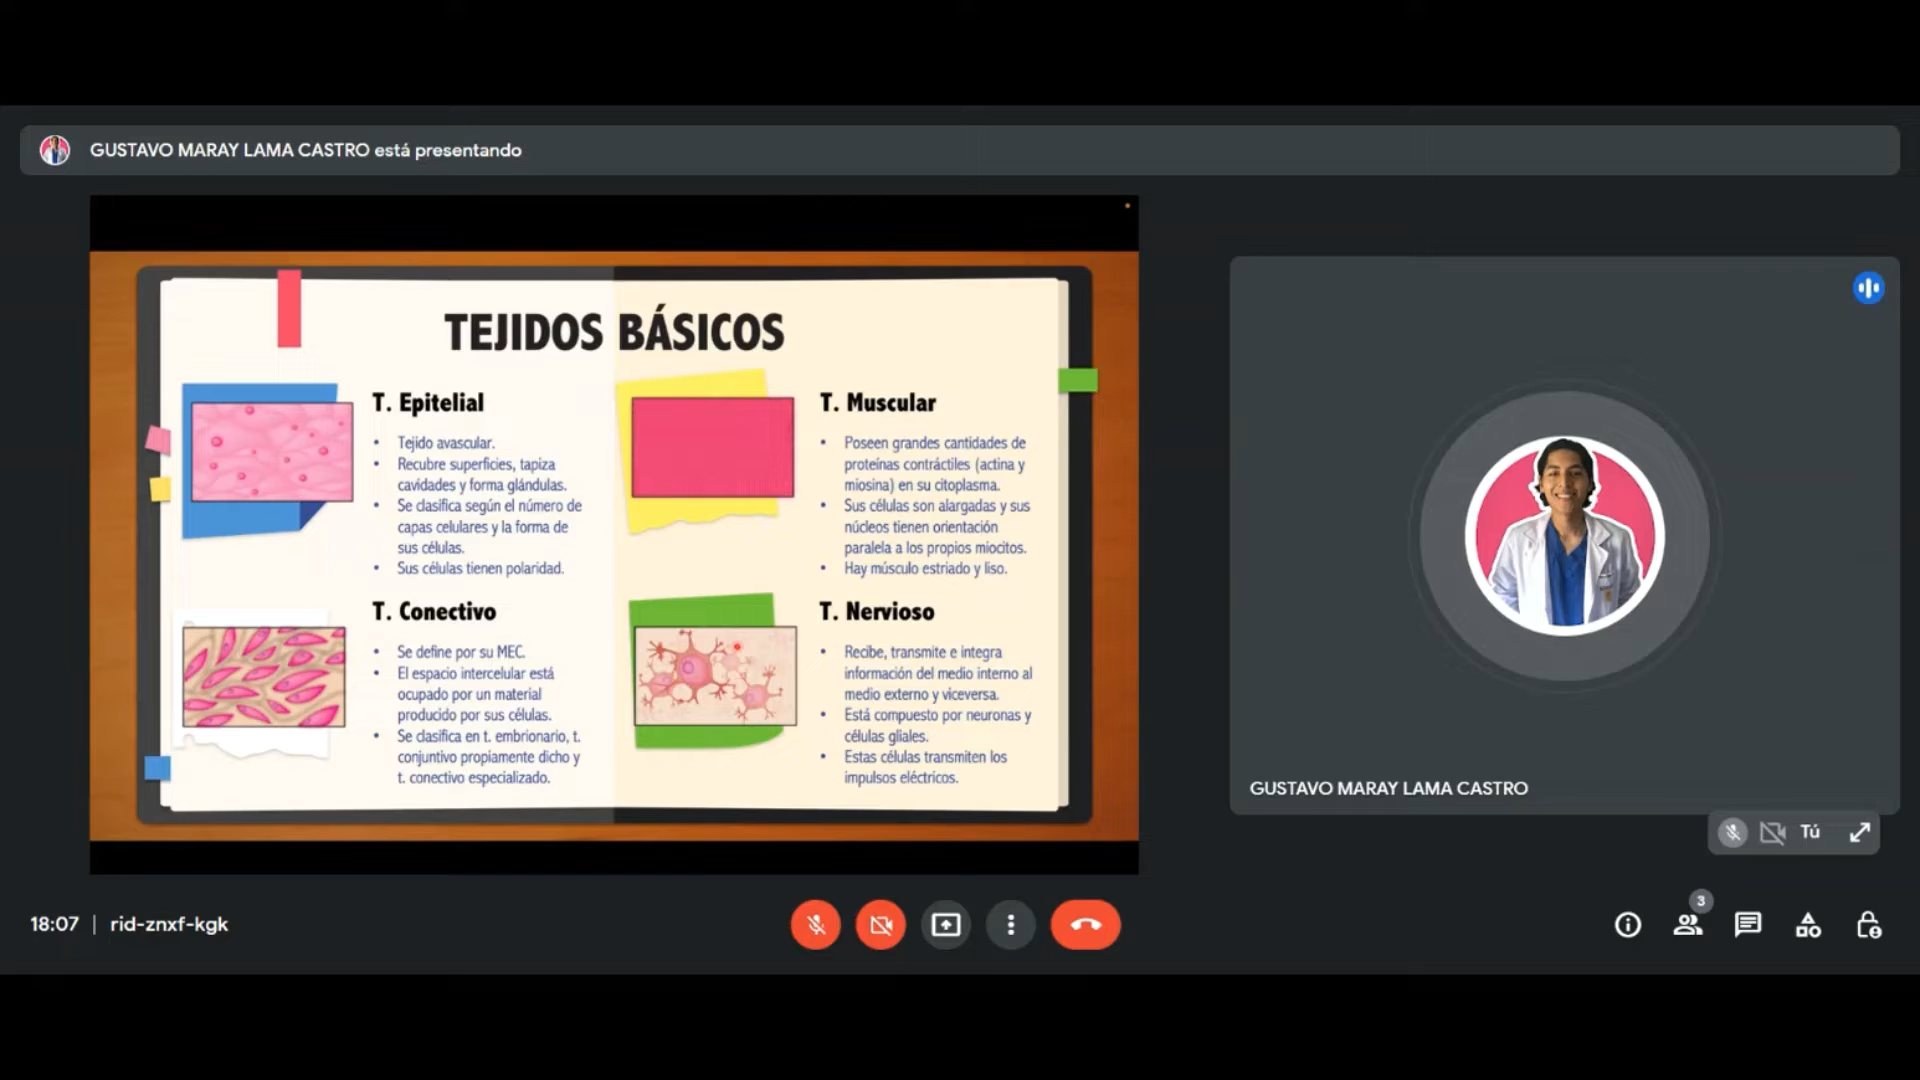 GUSTAVO MARAY LAMA CASTRO está presentando
TEJIDOS BÁSICOS
T. Epitelial
• Tejido avascular.
• Recubre superficies, tapiza
cavidades y forma glándulas.
• Se clasifica según el número de
capas celulares y la forma de
sus células.
• Sus células tienen polaridad.
T. Conectivo
• Se define por su MEC.
• El espacio intercelular está
ocupado por un material
producido por sus células.
• Se clasifica en t. embrionario, t.
conjuntivo propiamente dicho y
t. conectivo especializado.
T. Muscular
• Poseen grandes cantidades de
proteínas contráctiles (actina y
miosina) en su citoplasma.
• Sus células son alargadas y sus
núcleos tienen orientación
paralela a los propios miocitos.
• Hay músculo estriado y liso.
T. Nervioso
• Recibe, transmite e integra
información del medio interno al
medio externo y viceversa.
• Está compuesto por neuronas y
células gliales.
• Estas células transmiten los
impulsos eléctricos.
GUSTAVO MARAY LAMA CASTRO
Tú
18:07 | rid-znxf-kgk
3